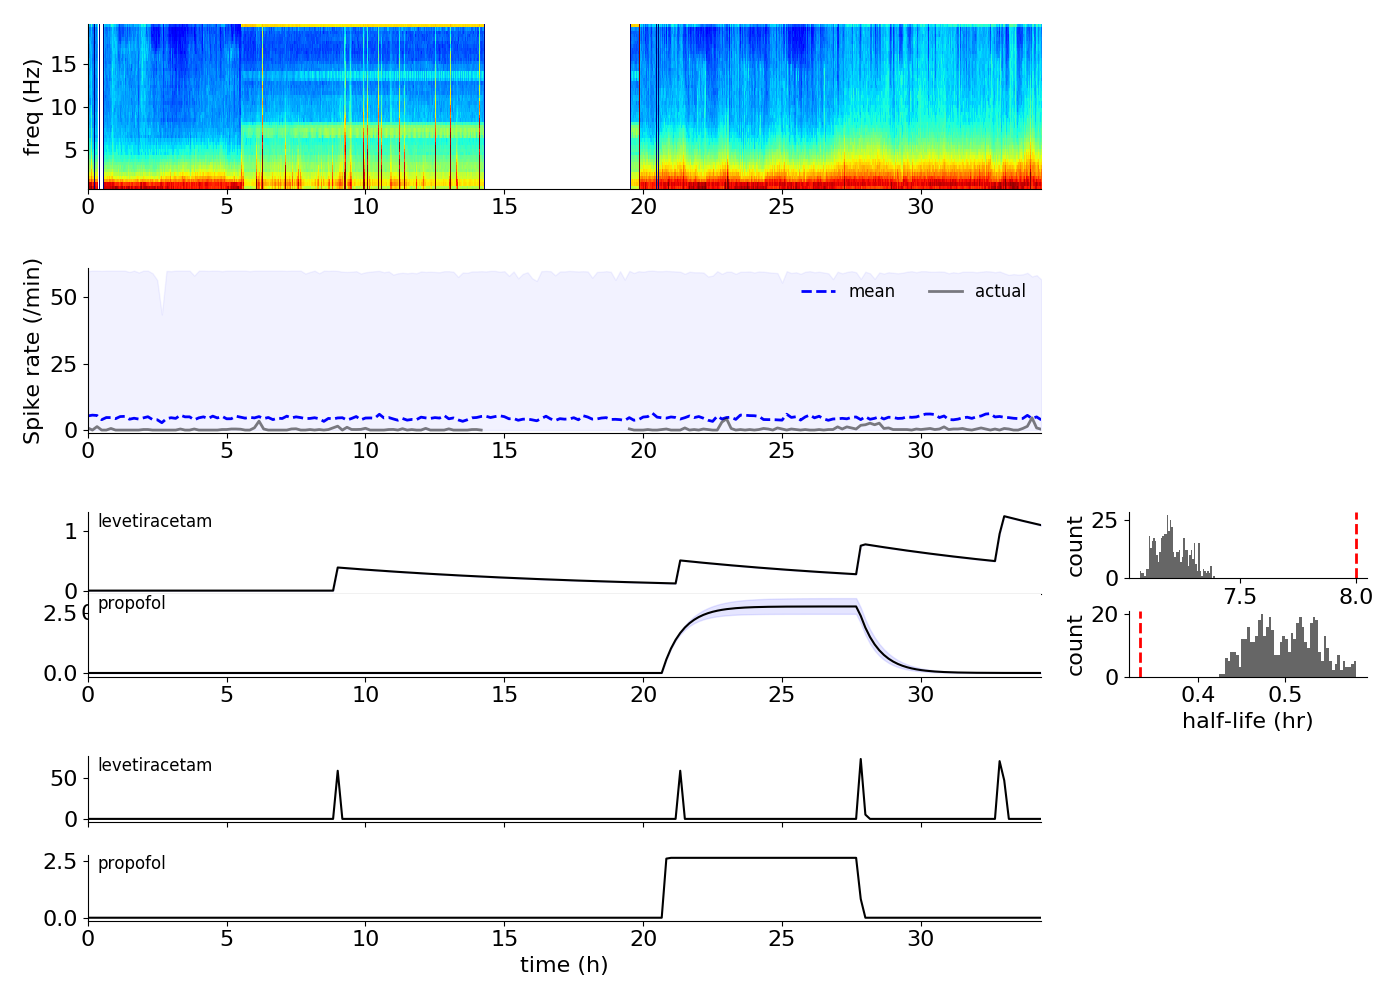 freq (Hz)
15
10
5
0 5 10 15 20 25 30
Spike rate (/min)
50
25
0
mean actual
0 5 10 15 20 25 30
levetiracetam
1
0
count
25
0
7.5 8.0
propofol
2.5
0.0
0 5 10 15 20 25 30
count
20
0
0.4 0.5
half-life (hr)
levetiracetam
50
0
propofol
2.5
0.0
0 5 10 15 20 25 30
time (h)